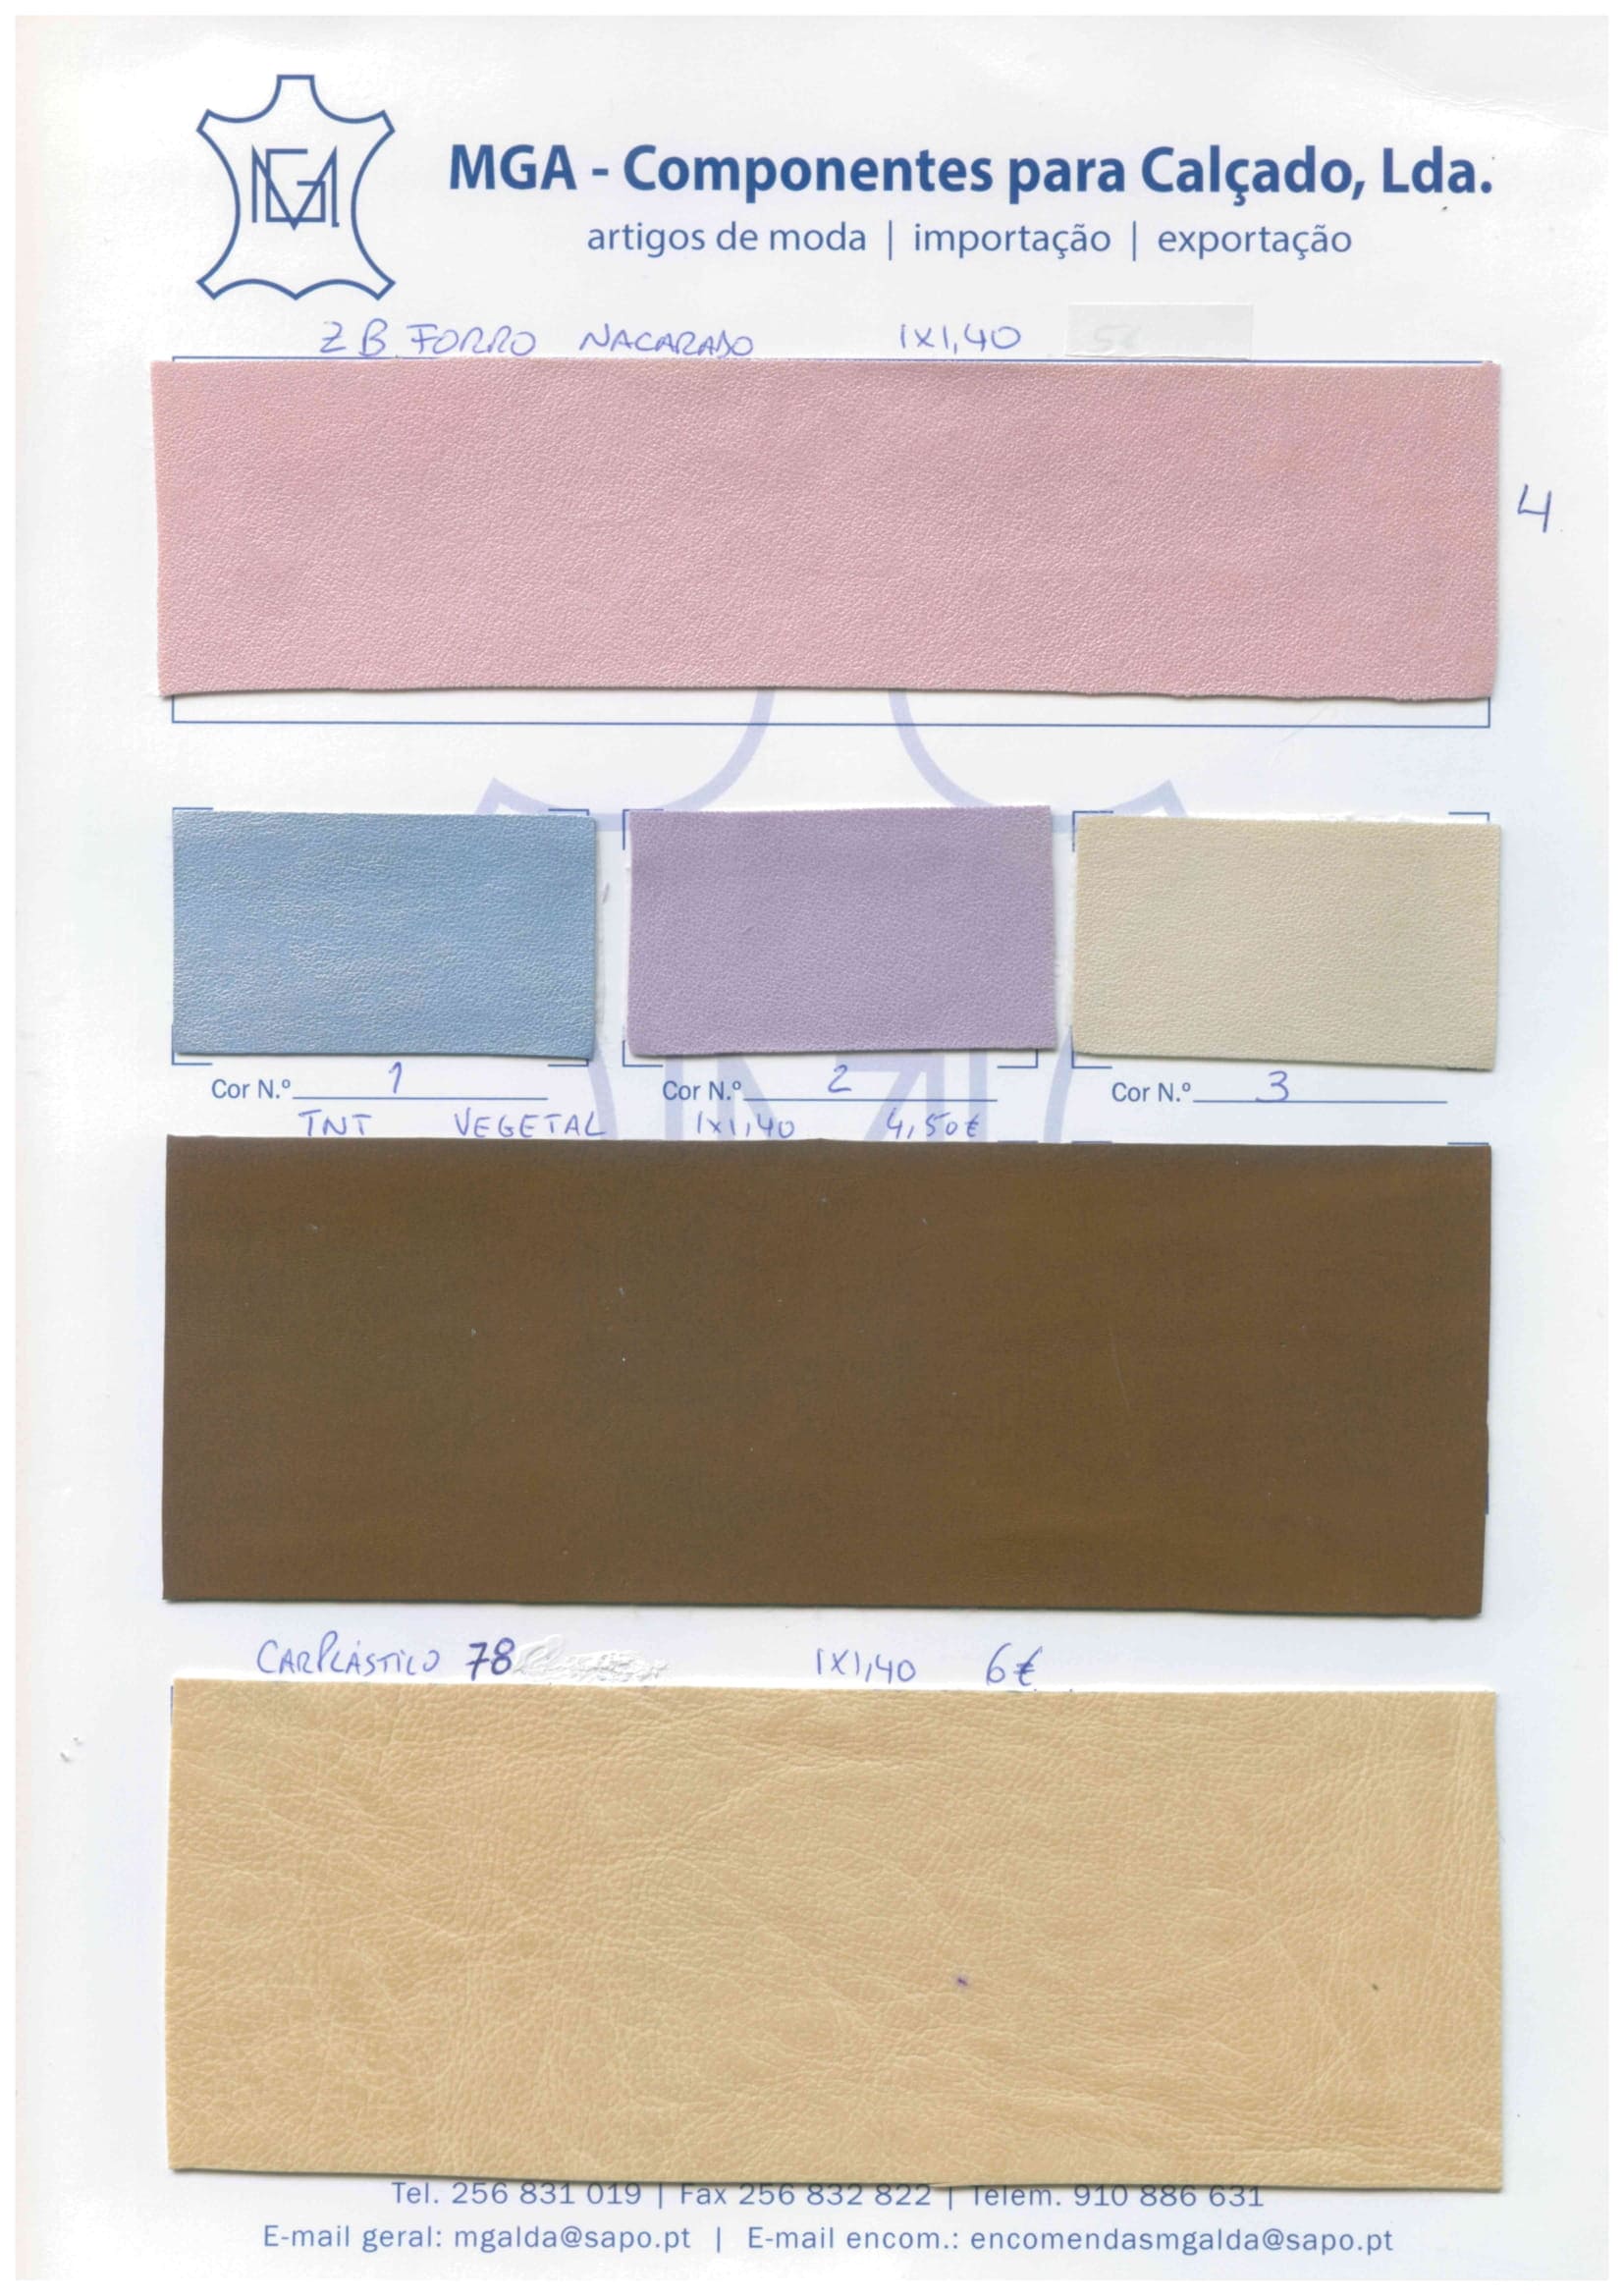 MGA - Componentes para Calçado, Lda.
artigos de moda | importação | exportação
ZB FORRO NACARADO 1X1,40
4
Cor N.º 1
Cor N.º 2
Cor N.º 3
TNT VEGETAL 1X1,40 4,50€
CARPLÁSTICO 78 1X1,40 6€
Tel. 256 831 019 | Fax 256 832 822 | Telem. 910 886 631
E-mail geral: mgalda@sapo.pt | E-mail encom.: encomendasmgalda@sapo.pt